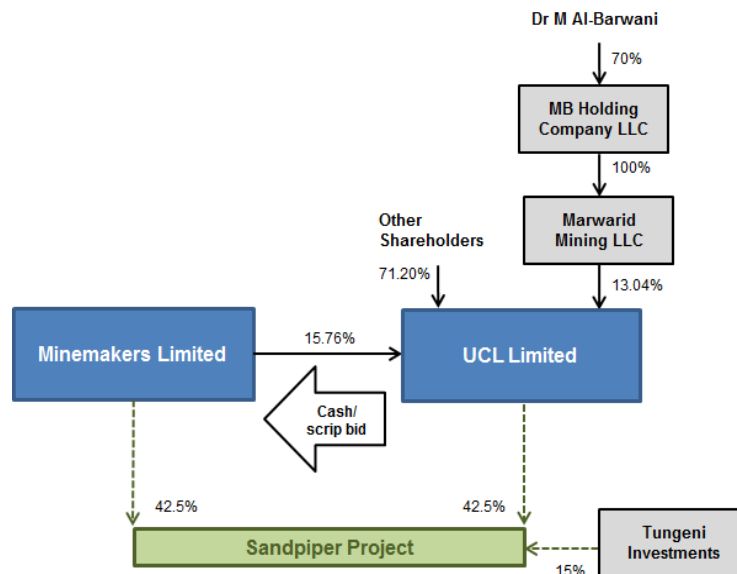 Dr M Al-Barwani
70%
MB Holding
Company LLC
100%
Marwarid
Mining LLC
Other
Shareholders
71.20%
13.04%
Minemakers Limited
15.76%
UCL Limited
Cash/
scrip bid
42.5%
42.5%
Sandpiper Project
Tungeni
Investments
15%